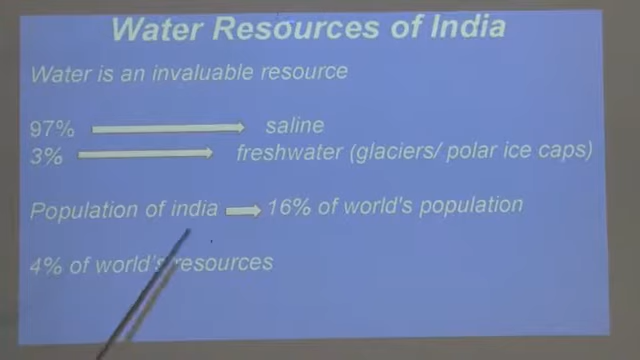 Water Resources of India
Water is an invaluable resource
97% saline
3% freshwater (glaciers/ polar ice caps)
Population of india 16% of world's population
4% of world's resources